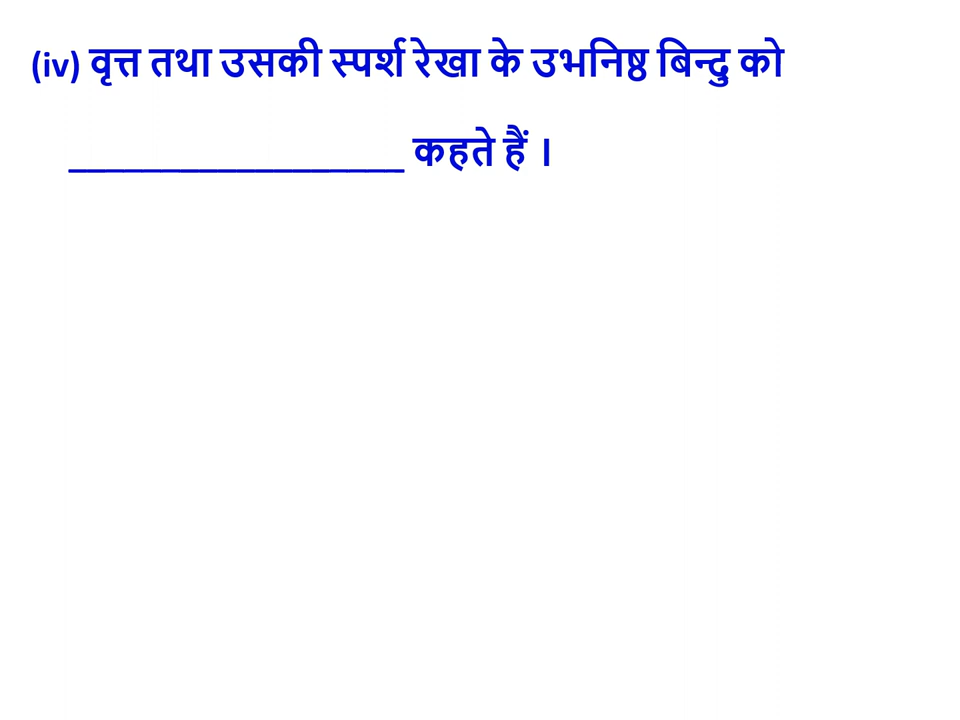 (iv) वृत्त तथा उसकी स्पर्श रेखा के उभनिष्ठ बिन्दु को
__________________ कहते हैं ।